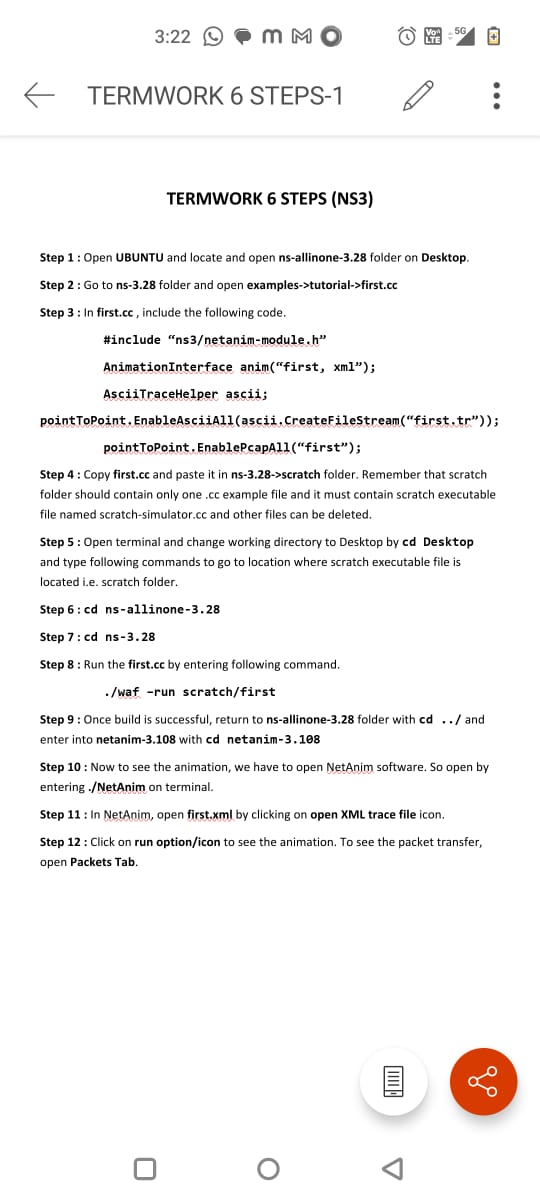 3:22
Vo
LTE
5G
TERMWORK 6 STEPS-1
TERMWORK 6 STEPS (NS3)
Step 1 : Open UBUNTU and locate and open ns-allinone-3.28 folder on Desktop.
Step 2 : Go to ns-3.28 folder and open examples->tutorial->first.cc
Step 3 : In first.cc , include the following code.
#include “ns3/netanim-module.h”
AnimationInterface anim(“first, xml”);
AsciiTraceHelper ascii;
pointToPoint.EnableAsciiAll(ascii.CreateFileStream(“first.tr”));
pointToPoint.EnablePcapAll(“first”);
Step 4 : Copy first.cc and paste it in ns-3.28->scratch folder. Remember that scratch
folder should contain only one .cc example file and it must contain scratch executable
file named scratch-simulator.cc and other files can be deleted.
Step 5 : Open terminal and change working directory to Desktop by cd Desktop
and type following commands to go to location where scratch executable file is
located i.e. scratch folder.
Step 6 : cd ns-allinone-3.28
Step 7 : cd ns-3.28
Step 8 : Run the first.cc by entering following command.
./waf –run scratch/first
Step 9 : Once build is successful, return to ns-allinone-3.28 folder with cd ../ and
enter into netanim-3.108 with cd netanim-3.108
Step 10 : Now to see the animation, we have to open NetAnim software. So open by
entering ./NetAnim on terminal.
Step 11 : In NetAnim, open first.xml by clicking on open XML trace file icon.
Step 12 : Click on run option/icon to see the animation. To see the packet transfer,
open Packets Tab.